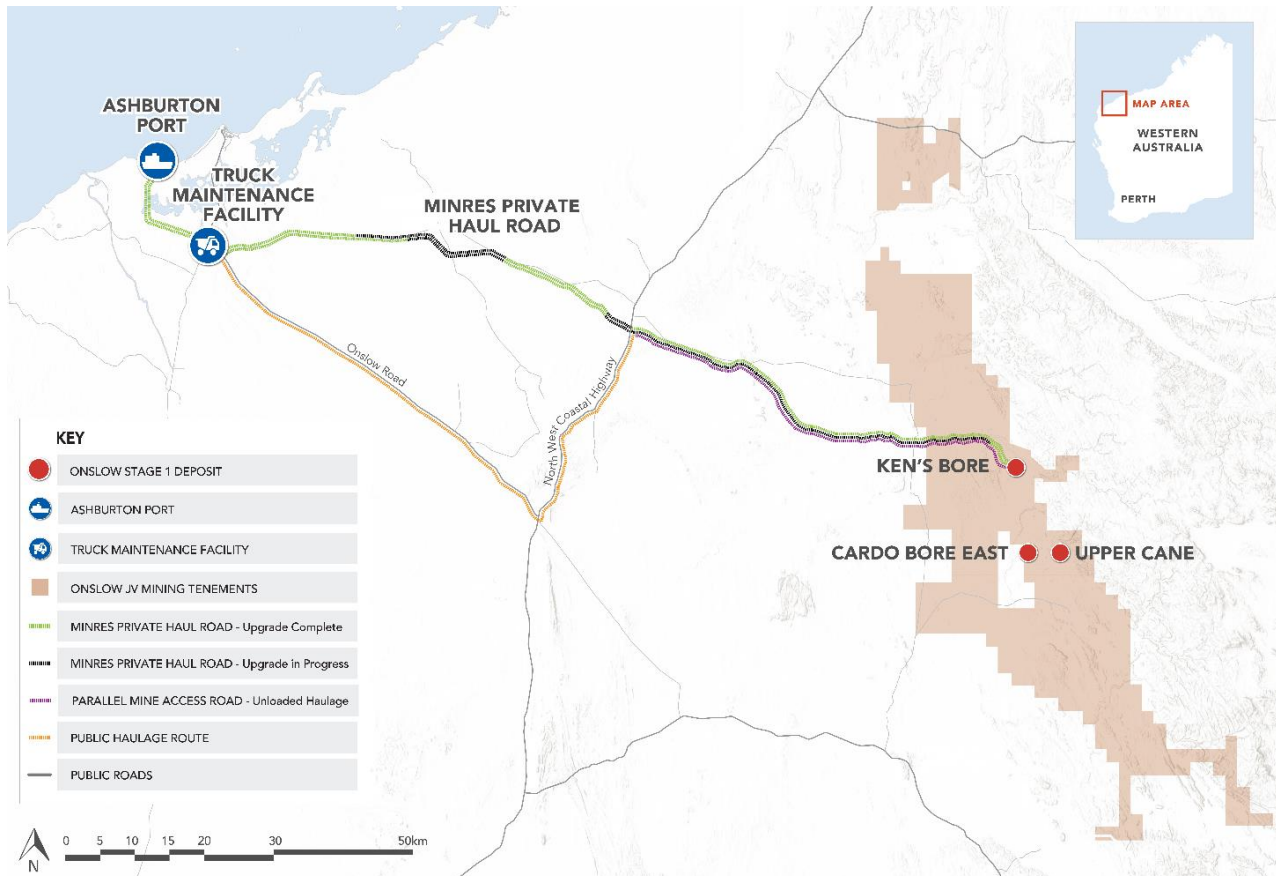 ASHBURTON
PORT
TRUCK
MAINTENANCE
FACILITY
MINRES PRIVATE
HAUL ROAD
MAP AREA
WESTERN
AUSTRALIA
PERTH
Onslow Road
North West Coastal Highway
KEN'S BORE
CARDO BORE EAST
UPPER CANE
KEY
ONSLOW STAGE 1 DEPOSIT
ASHBURTON PORT
TRUCK MAINTENANCE FACILITY
ONSLOW JV MINING TENEMENTS
MINRES PRIVATE HAUL ROAD - Upgrade Complete
MINRES PRIVATE HAUL ROAD - Upgrade in Progress
PARALLEL MINE ACCESS ROAD - Unloaded Haulage
PUBLIC HAULAGE ROUTE
PUBLIC ROADS
N
0 5 10 15 20 30 50km